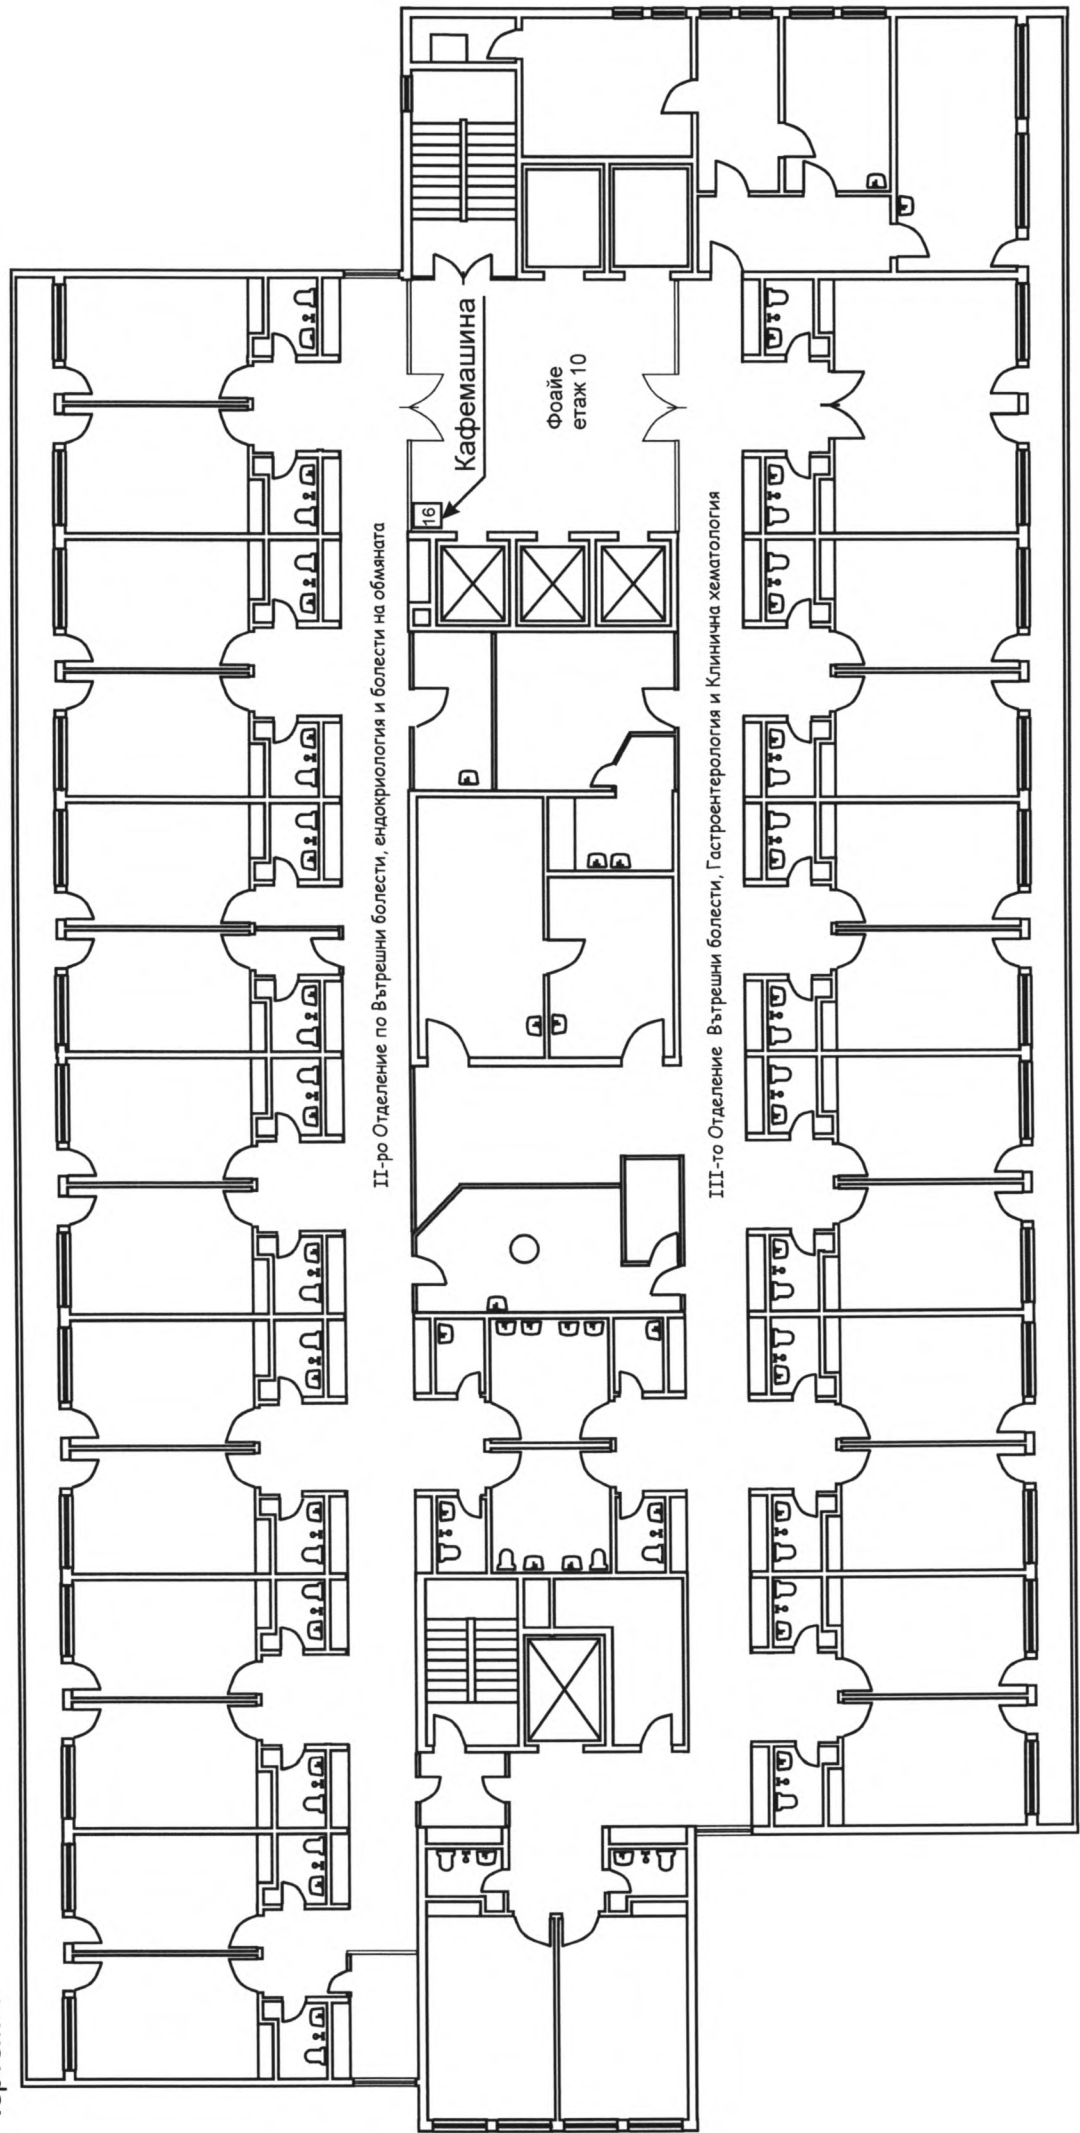 II-ро Отделение по Вътрешни болести, ендокриология и болести на обмяната
Кафемашина
16
Фоайе
етаж 10
III-то Отделение Вътрешни болести, Гастроентерология и Клинична хематология